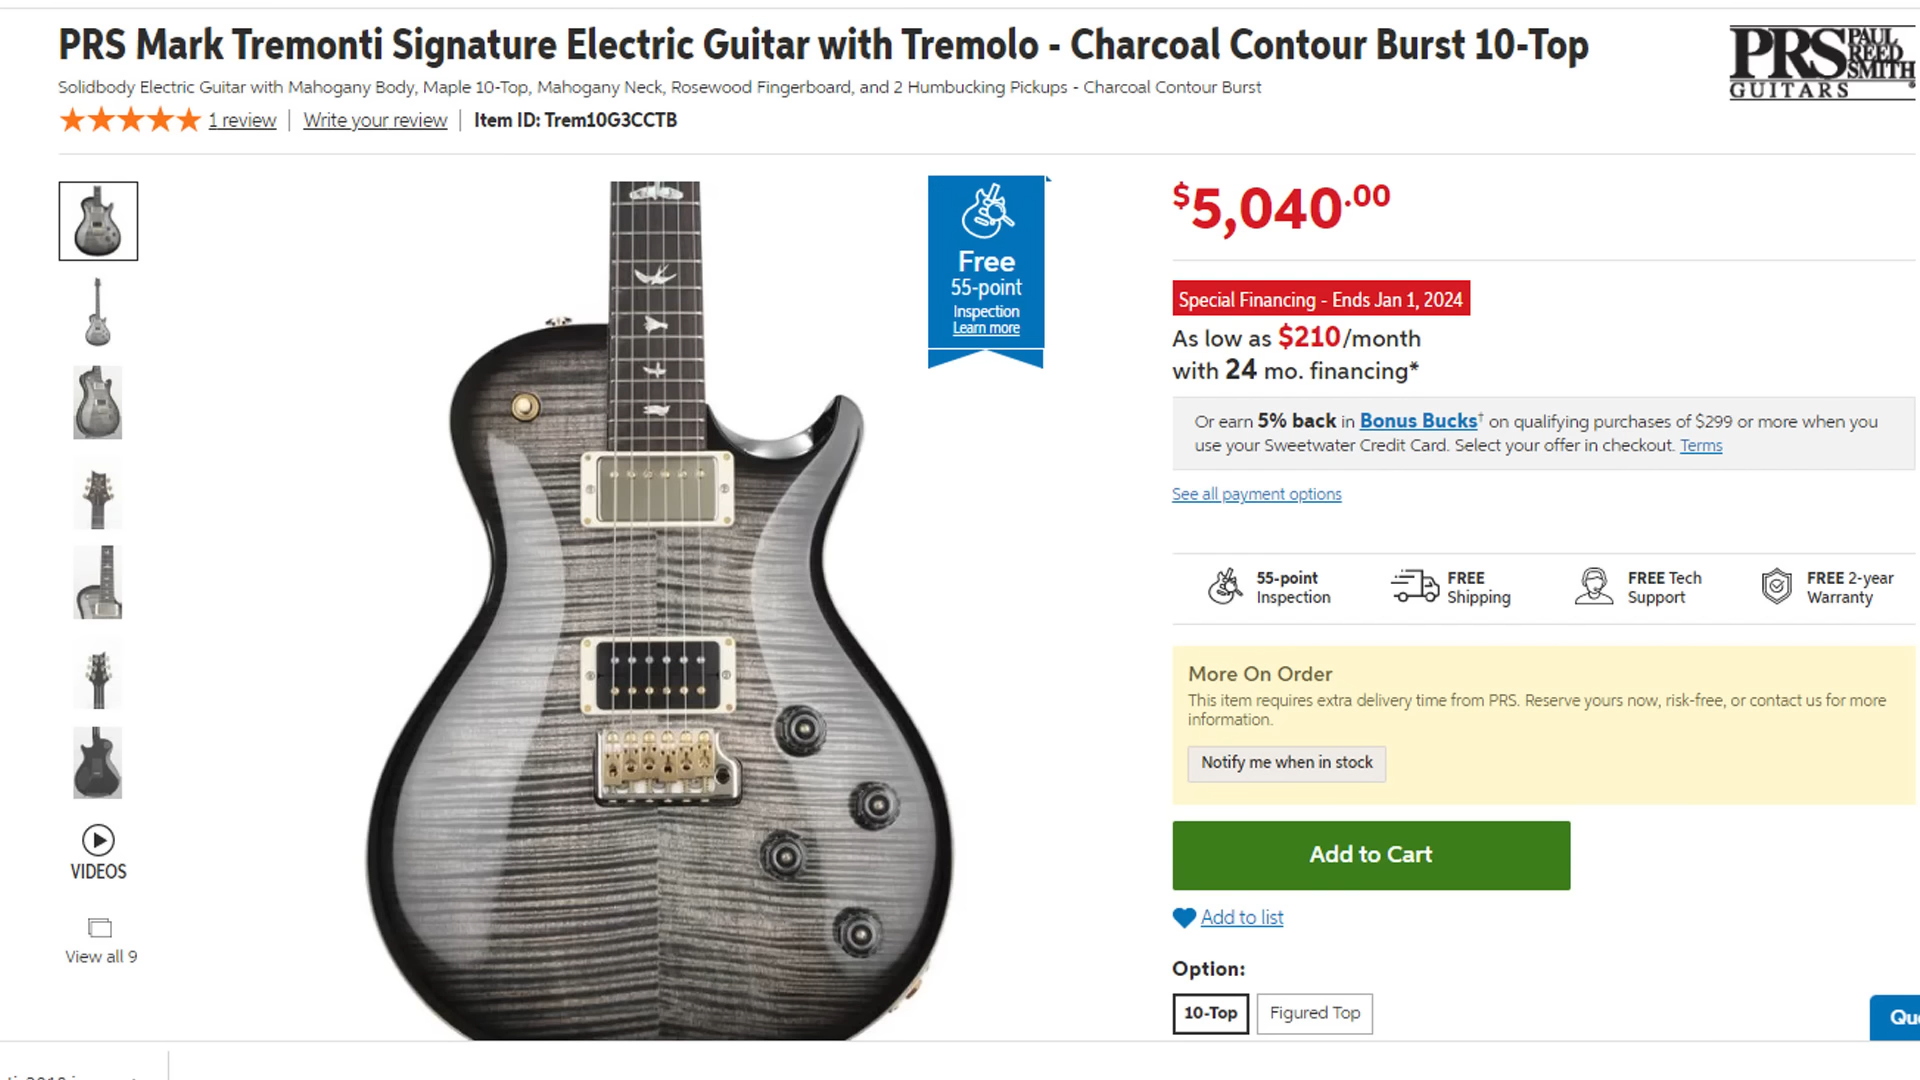 PRS Mark Tremonti Signature Electric Guitar with Tremolo - Charcoal Contour Burst 10-Top
Solidbody Electric Guitar with Mahogany Body, Maple 10-Top, Mahogany Neck, Rosewood Fingerboard, and 2 Humbucking Pickups - Charcoal Contour Burst
1 review | Write your review | Item ID: Trem10G3CCTB
PRS PAUL REED SMITH
GUITARS
Free
55-point
Inspection
Learn more
VIDEOS
View all 9
$5,040.00
Special Financing - Ends Jan 1, 2024
As low as $210/month
with 24 mo. financing*
Or earn 5% back in Bonus Bucks† on qualifying purchases of $299 or more when you
use your Sweetwater Credit Card. Select your offer in checkout. Terms
See all payment options
55-point
Inspection
FREE
Shipping
FREE Tech
Support
FREE 2-year
Warranty
More On Order
This item requires extra delivery time from PRS. Reserve yours now, risk-free, or contact us for more
information.
Notify me when in stock
Add to Cart
Add to list
Option:
10-Top
Figured Top